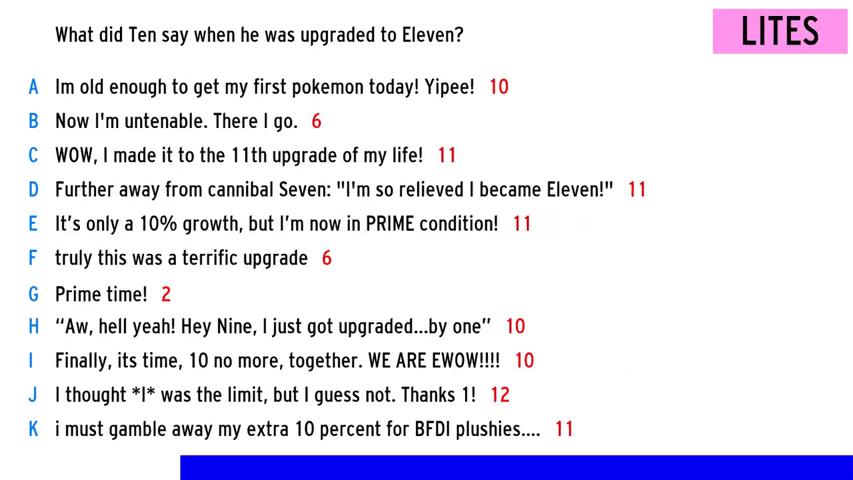 What did Ten say when he was upgraded to Eleven?
LITES
A Im old enough to get my first pokemon today! Yipee! 10
B Now I'm untenable. There I go. 6
C WOW, I made it to the 11th upgrade of my life! 11
D Further away from cannibal Seven: "I'm so relieved I became Eleven!" 11
E It's only a 10% growth, but I'm now in PRIME condition! 11
F truly this was a terrific upgrade 6
G Prime time! 2
H “Aw, hell yeah! Hey Nine, I just got upgraded...by one” 10
I Finally, its time, 10 no more, together. WE ARE EWOW!!!! 10
J I thought *I* was the limit, but I guess not. Thanks 1! 12
K i must gamble away my extra 10 percent for BFDI plushies.... 11